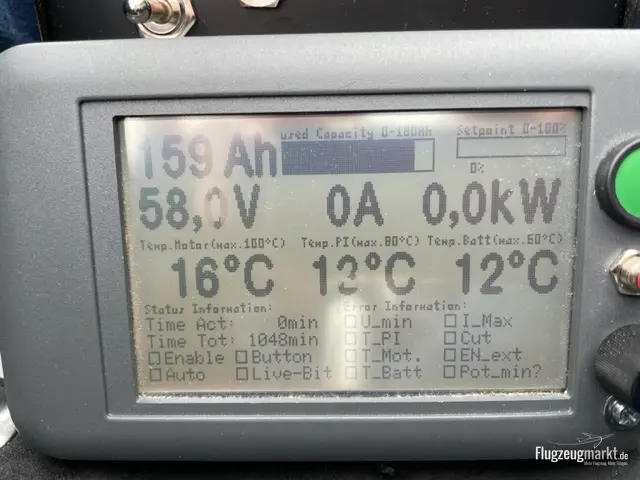 159 Ah used Capacity 0-180Ah Setpoint 0-100%
0%
58,0V 0A 0,0kW
Temp.Motor(max.100°C) Temp.PI(max.80°C) Temp.Batt(max.60°C)
16°C 13°C 12°C
Status Information: Error Information:
Time Act: 0min □U_min □I_Max
Time Tot: 1048min □T_PI □Cut
□Enable □Button □T_Mot. □EN_ext
□Auto □Live-Bit □T_Batt □Pot_min?
Flugzeugmarkt.de